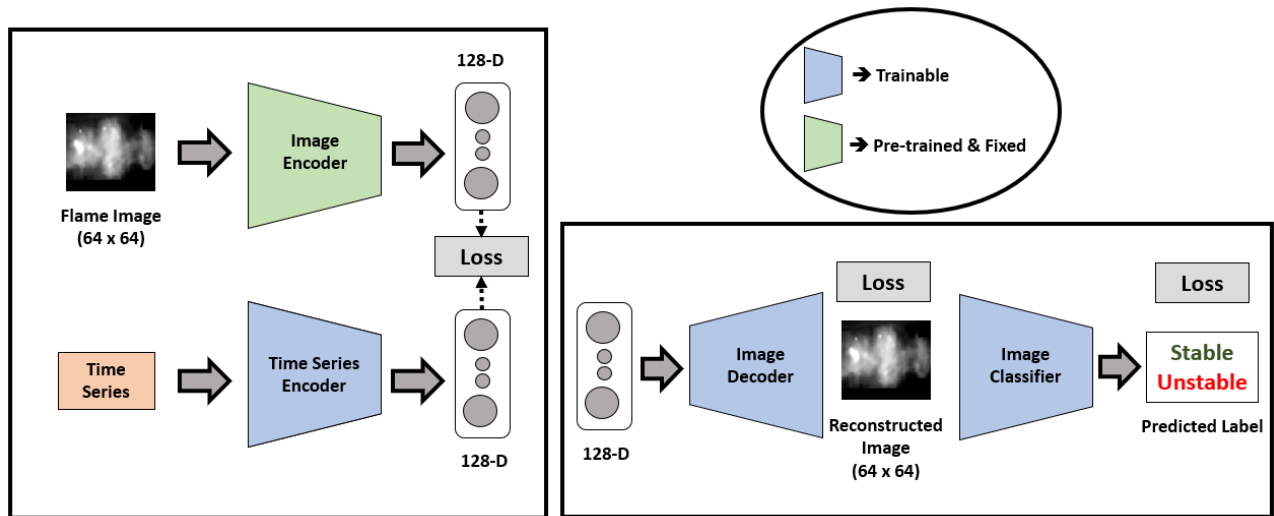 128-D
Image
Encoder
Flame Image
(64 x 64)
Loss
Time
Series
Time Series
Encoder
128-D
➔ Trainable
➔ Pre-trained & Fixed
128-D
Image
Decoder
Loss
Reconstructed
Image
(64 x 64)
Image
Classifier
Loss
Stable
Unstable
Predicted Label